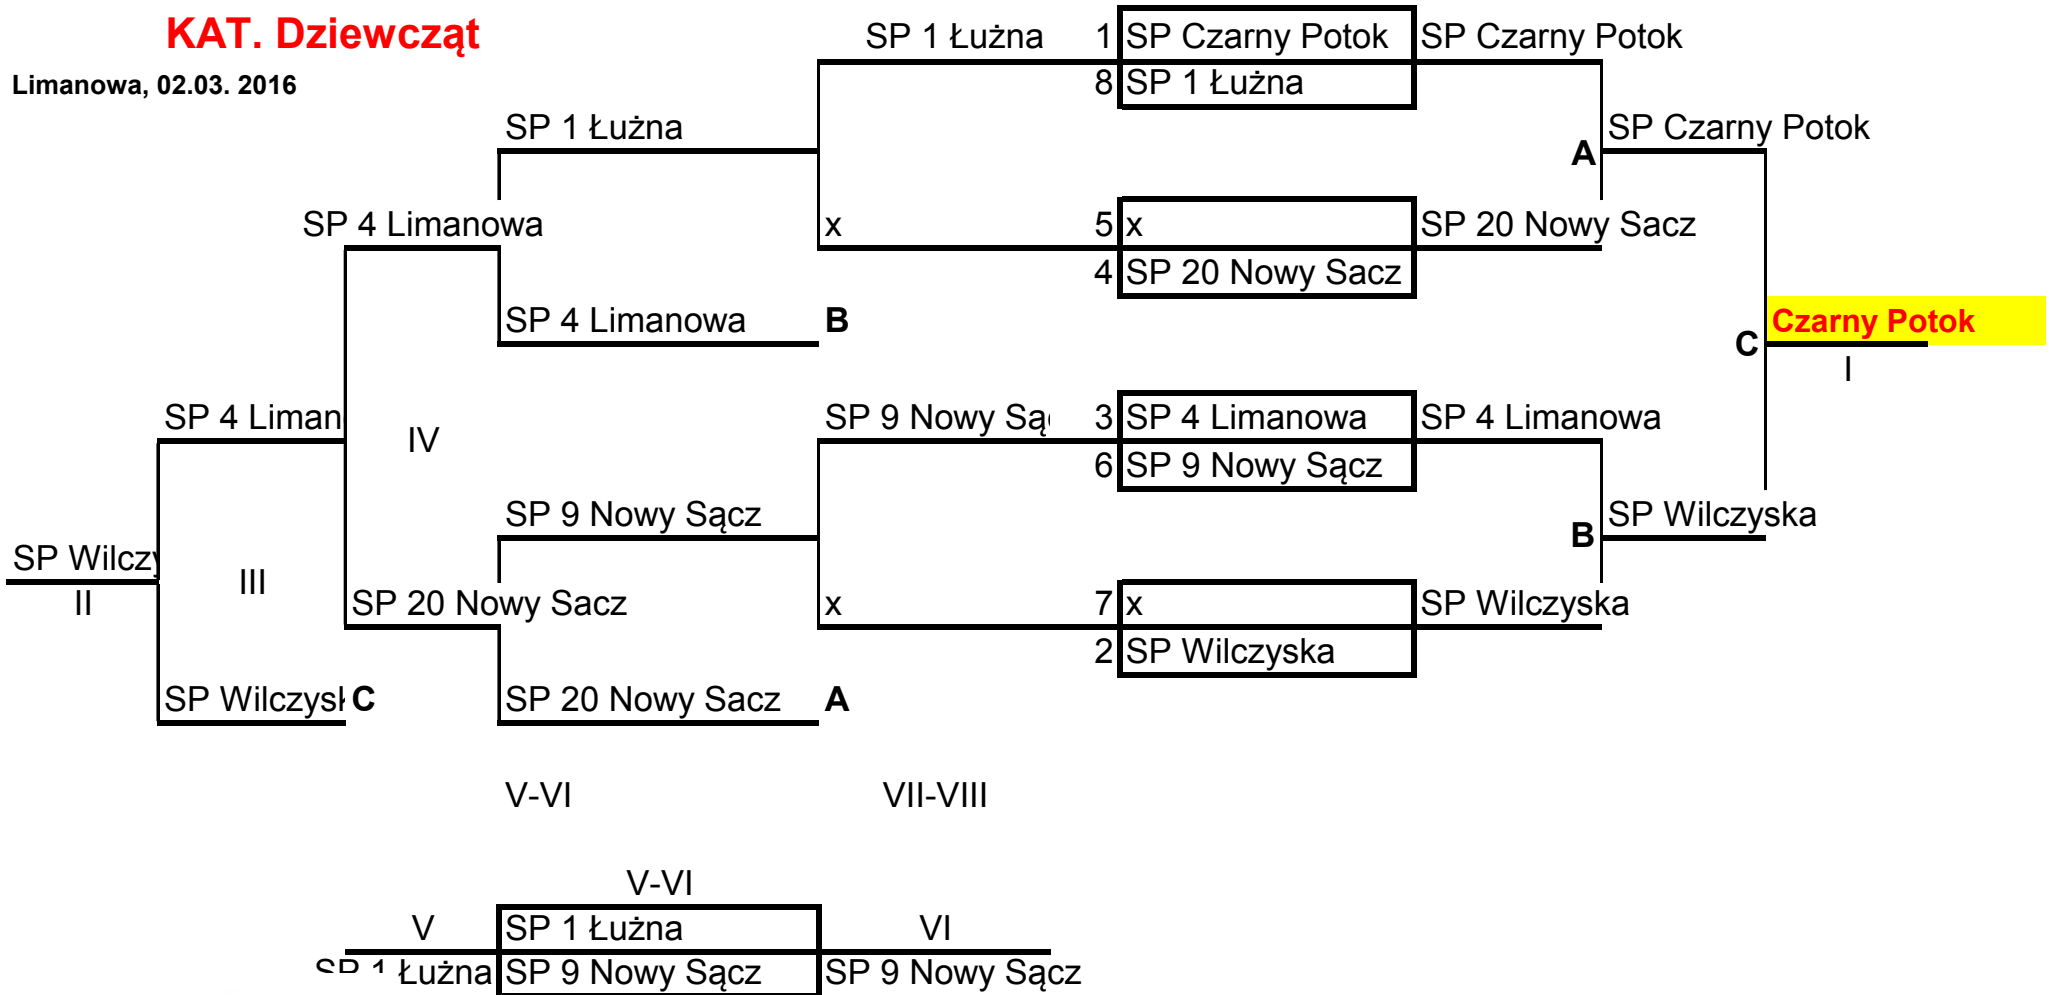 KAT. Dziewcząt
SP 1 Łużna 1 SP Czarny Potok SP Czarny Potok
Limanowa, 02.03. 2016
8 SP 1 Łużna
SP 1 Łużna
SP Czarny Potok
A
SP 4 Limanowa
x 5 x SP 20 Nowy Sacz
4 SP 20 Nowy Sacz
SP 4 Limanowa B
Czarny Potok
C
I
SP 4 Liman
SP 9 Nowy Są 3 SP 4 Limanowa SP 4 Limanowa
IV
6 SP 9 Nowy Sącz
SP 9 Nowy Sącz
SP Wilczyska
B
SP Wilczy
III
II
SP 20 Nowy Sacz
x 7 x SP Wilczyska
2 SP Wilczyska
SP Wilczysk C
SP 20 Nowy Sacz A
V-VI VII-VIII
V-VI
V SP 1 Łużna VI
SP 1 Łużna SP 9 Nowy Sącz SP 9 Nowy Sącz